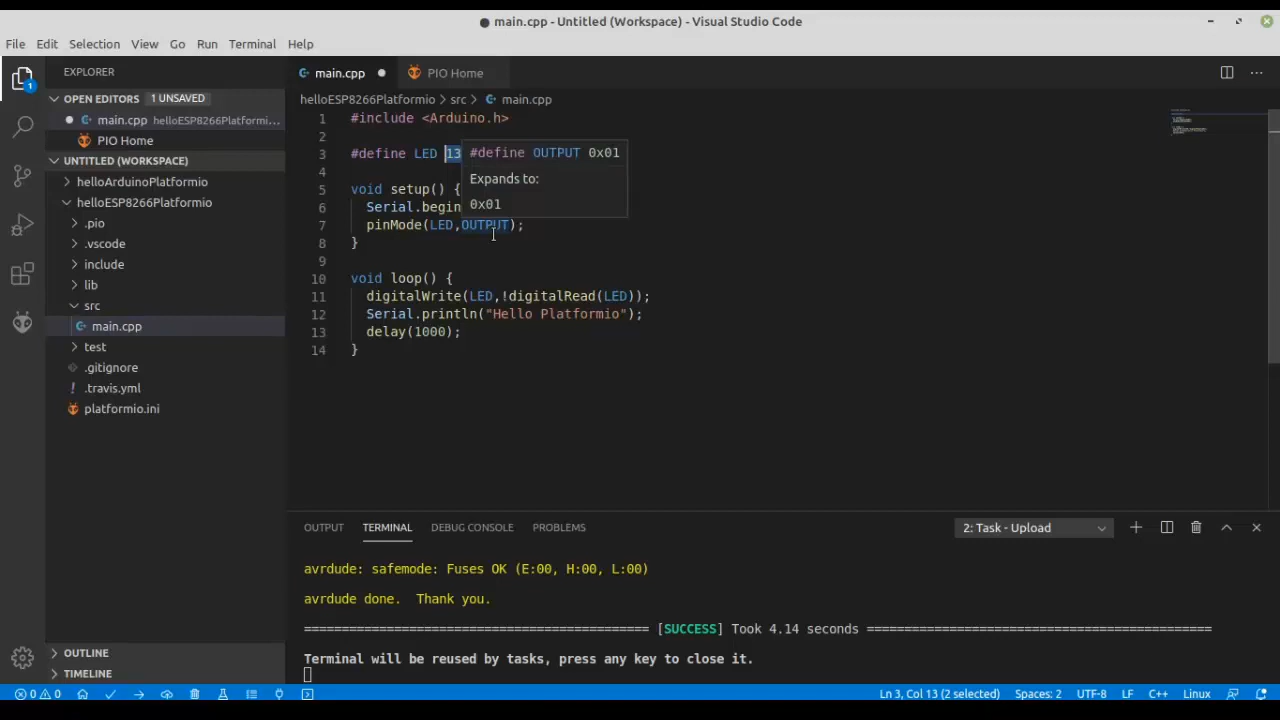 main.cpp - Untitled (Workspace) - Visual Studio Code
File Edit Selection View Go Run Terminal Help
EXPLORER
OPEN EDITORS 1 UNSAVED
main.cpp helloESP8266Platformi...
PIO Home
UNTITLED (WORKSPACE)
helloArduinoPlatformio
helloESP8266Platformio
.pio
.vscode
include
lib
src
main.cpp
test
.gitignore
.travis.yml
platformio.ini
OUTLINE
TIMELINE
main.cpp PIO Home
helloESP8266Platformio > src > main.cpp
1 #include <Arduino.h>
2
3 #define LED 13
4
5 void setup() {
6 Serial.begin
7 pinMode(LED,OUTPUT);
8 }
9
10 void loop() {
11 digitalWrite(LED,!digitalRead(LED));
12 Serial.println("Hello Platformio");
13 delay(1000);
14 }
#define OUTPUT 0x01
Expands to:
0x01
OUTPUT TERMINAL DEBUG CONSOLE PROBLEMS 2: Task - Upload
avrdude: safemode: Fuses OK (E:00, H:00, L:00)
avrdude done. Thank you.
============================================ [SUCCESS] Took 4.14 seconds ============================================
Terminal will be reused by tasks, press any key to close it.
0 0 Ln 3, Col 13 (2 selected) Spaces: 2 UTF-8 LF C++ Linux
1